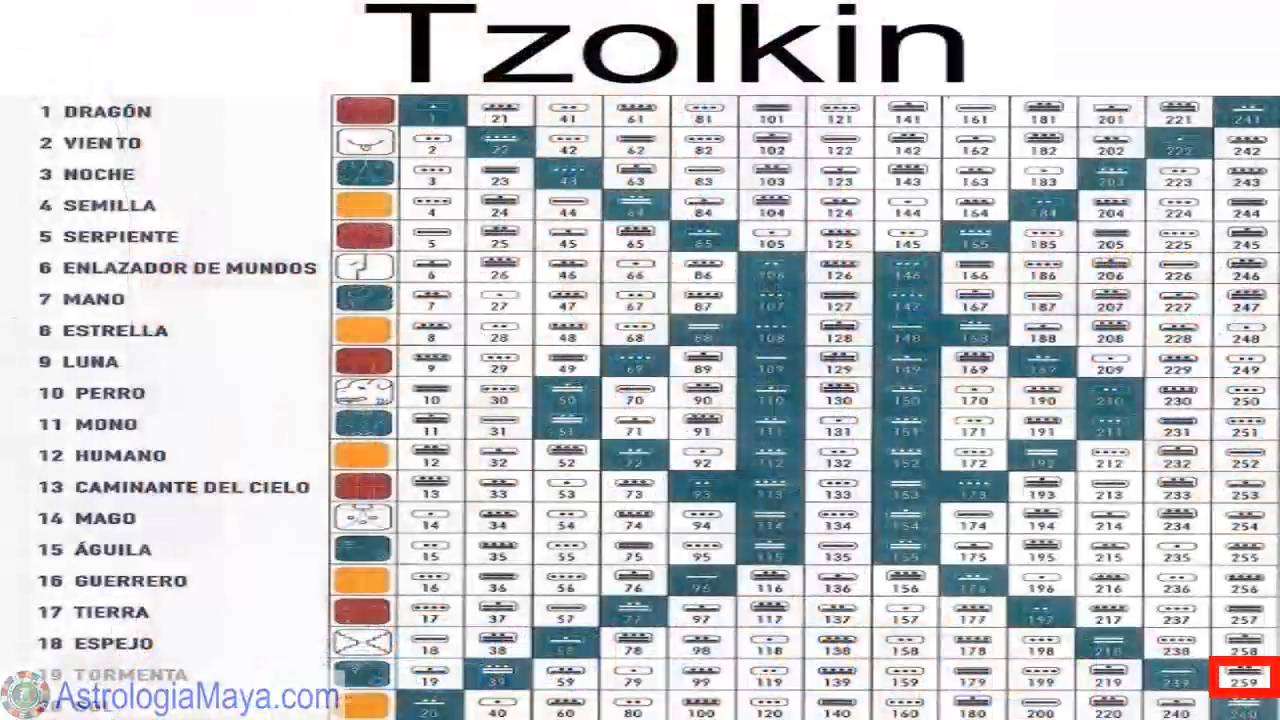 Tzolkin
1 DRAGÓN 1 21 41 61 81 101 121 141 161 181 201 221 241
2 VIENTO 2 22 42 62 82 102 122 142 162 182 202 222 242
3 NOCHE 3 23 43 63 83 103 123 143 163 183 203 223 243
4 SEMILLA 4 24 44 64 84 104 124 144 164 184 204 224 244
5 SERPIENTE 5 25 45 65 85 105 125 145 165 185 205 225 245
6 ENLAZADOR DE MUNDOS 6 26 46 66 86 106 126 146 166 186 206 226 246
7 MANO 7 27 47 67 87 107 127 147 167 187 207 227 247
8 ESTRELLA 8 28 48 68 88 108 128 148 168 188 208 228 248
9 LUNA 9 29 49 69 89 109 129 149 169 189 209 229 249
10 PERRO 10 30 50 70 90 110 130 150 170 190 210 230 250
11 MONO 11 31 51 71 91 111 131 151 171 191 211 231 251
12 HUMANO 12 32 52 72 92 112 132 152 172 192 212 232 252
13 CAMINANTE DEL CIELO 13 33 53 73 93 113 133 153 173 193 213 233 253
14 MAGO 14 34 54 74 94 114 134 154 174 194 214 234 254
15 ÁGUILA 15 35 55 75 95 115 135 155 175 195 215 235 255
16 GUERRERO 16 36 56 76 96 116 136 156 176 196 216 236 256
17 TIERRA 17 37 57 77 97 117 137 157 177 197 217 237 257
18 ESPEJO 18 38 58 78 98 118 138 158 178 198 218 238 258
19 TORMENTA 19 39 59 79 99 119 139 159 179 199 219 239 259
20 40 60 80 100 120 140 160 180 200 220 240 260
AstrologiaMaya.com